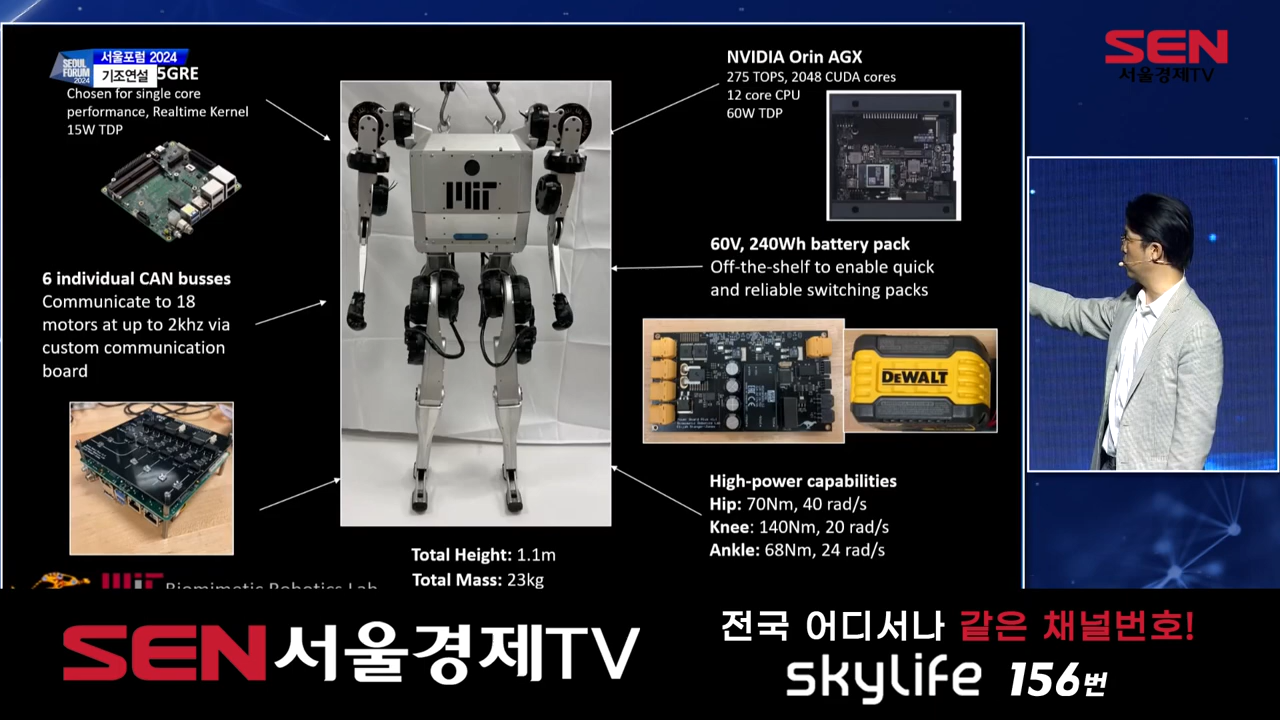 SEOUL
FORUM
2024
서울포럼 2024
기조연설
5GRE
Chosen for single core
performance, Realtime Kernel
15W TDP
6 individual CAN busses
Communicate to 18
motors at up to 2khz via
custom communication
board
MIT
NVIDIA Orin AGX
275 TOPS, 2048 CUDA cores
12 core CPU
60W TDP
60V, 240Wh battery pack
Off-the-shelf to enable quick
and reliable switching packs
DEWALT
High-power capabilities
Hip: 70Nm, 40 rad/s
Knee: 140Nm, 20 rad/s
Ankle: 68Nm, 24 rad/s
Total Height: 1.1m
Total Mass: 23kg
MIT Biomimetic Robotics Lab
SEN
서울경제TV
SEN서울경제TV
전국 어디서나 같은 채널번호!
skylife 156번